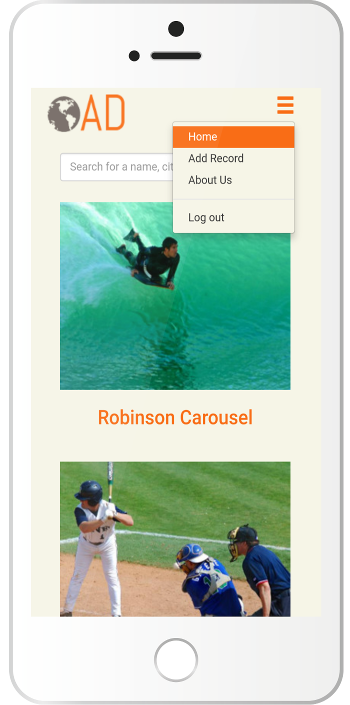 AD
Home
Add Record
About Us
Log out
Search for a name, cit
Robinson Carousel